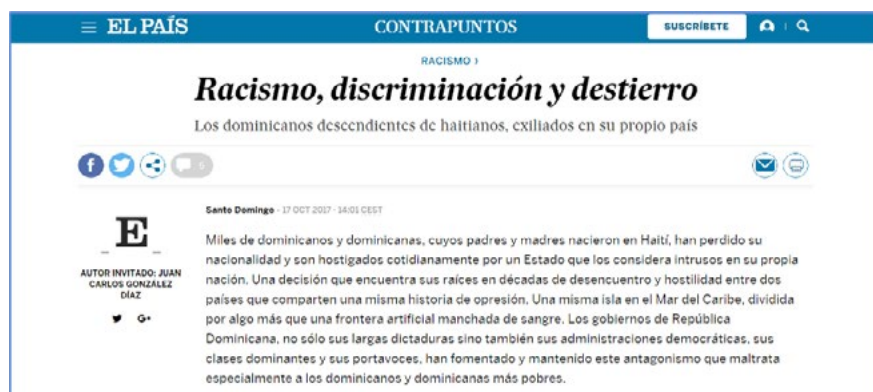 EL PAÍS
CONTRAPUNTOS
SUSCRÍBETE
RACISMO ›
Racismo, discriminación y destierro
Los dominicanos descendientes de haitianos, exiliados en su propio país
5
Santo Domingo - 17 OCT 2017 - 14:01 CEST
E
AUTOR INVITADO: JUAN
CARLOS GONZÁLEZ
DÍAZ
G+
Miles de dominicanos y dominicanas, cuyos padres y madres nacieron en Haití, han perdido su
nacionalidad y son hostigados cotidianamente por un Estado que los considera intrusos en su propia
nación. Una decisión que encuentra sus raíces en décadas de desencuentro y hostilidad entre dos
países que comparten una misma historia de opresión. Una misma isla en el Mar del Caribe, dividida
por algo más que una frontera artificial manchada de sangre. Los gobiernos de República
Dominicana, no sólo sus largas dictaduras sino también sus administraciones democráticas, sus
clases dominantes y sus portavoces, han fomentado y mantenido este antagonismo que maltrata
especialmente a los dominicanos y dominicanas más pobres.